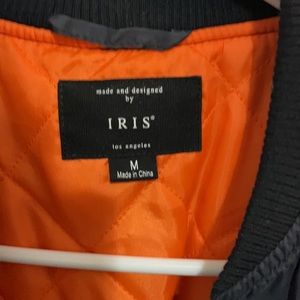 made and designed
by
IRIS®
los angeles
M
Made in China